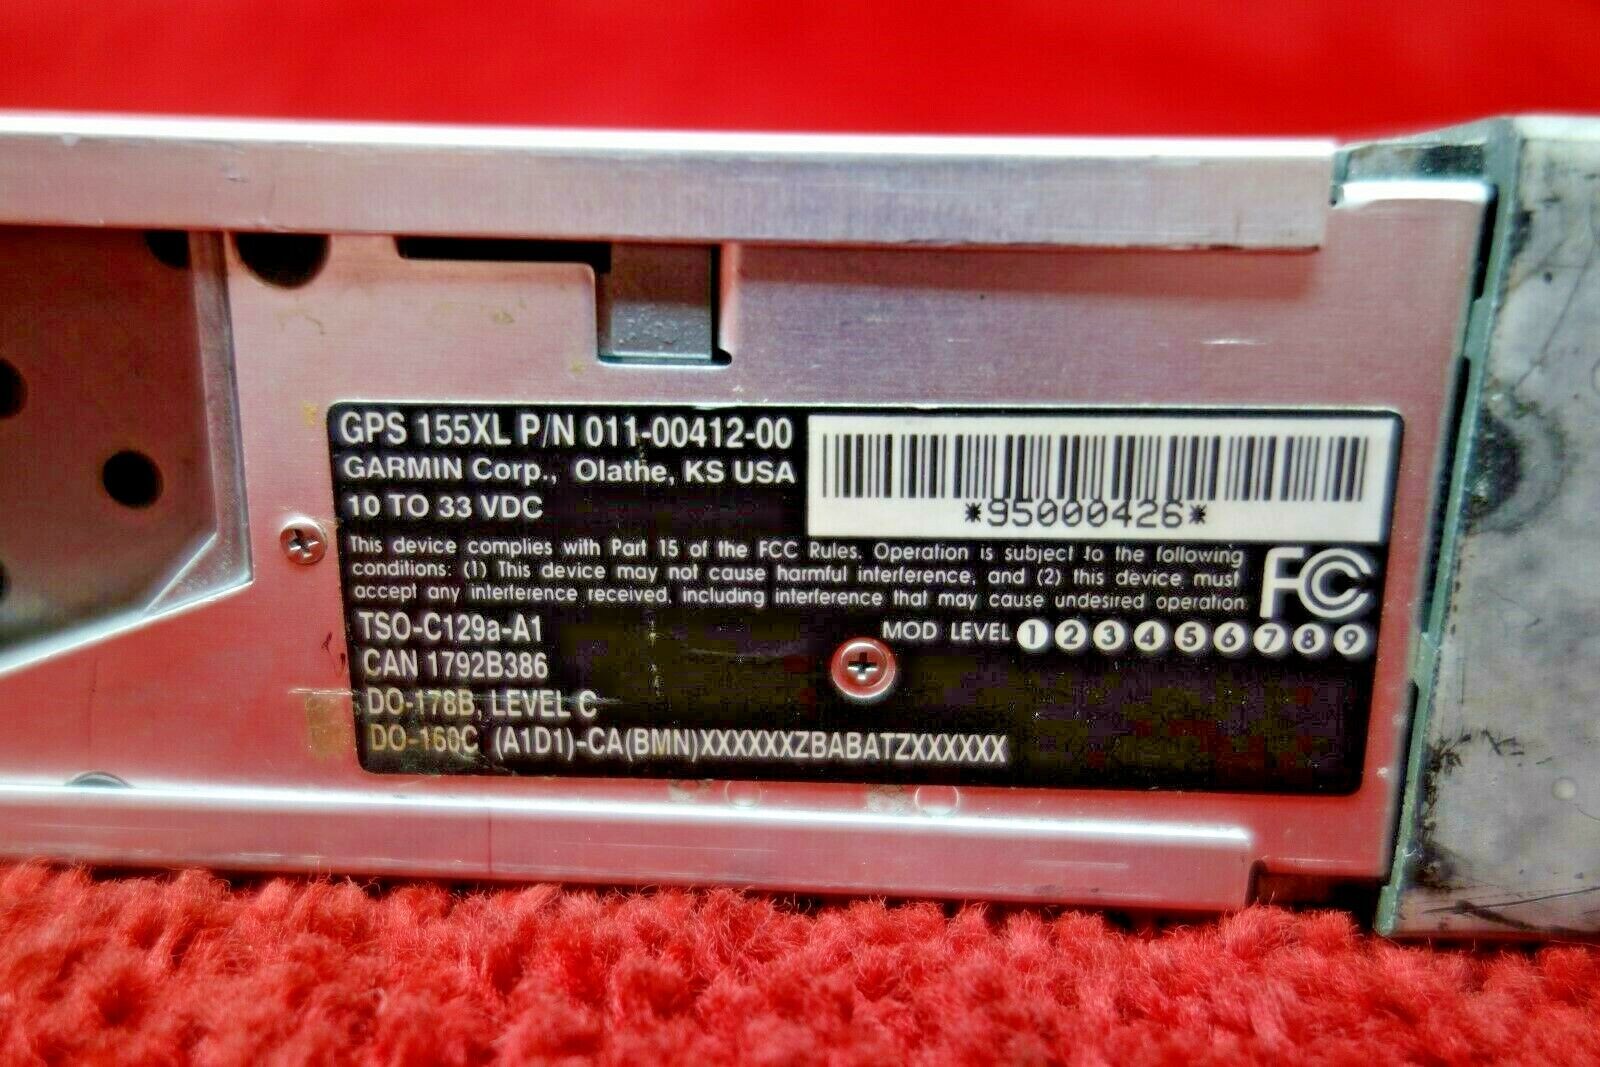 GPS 155XL P/N 011-00412-00
GARMIN Corp., Olathe, KS USA
10 TO 33 VDC
*95000426*
This device complies with Part 15 of the FCC Rules. Operation is subject to the following
conditions: (1) This device may not cause harmful interference, and (2) this device must
accept any interference received, including interference that may cause undesired operation.
FC
TSO-C129a-A1
MOD LEVEL 1 2 3 4 5 6 7 8 9
CAN 1792B386
DO-178B, LEVEL C
DO-160C (A1D1)-CA(BMN)XXXXXXZBABATZXXXXXX